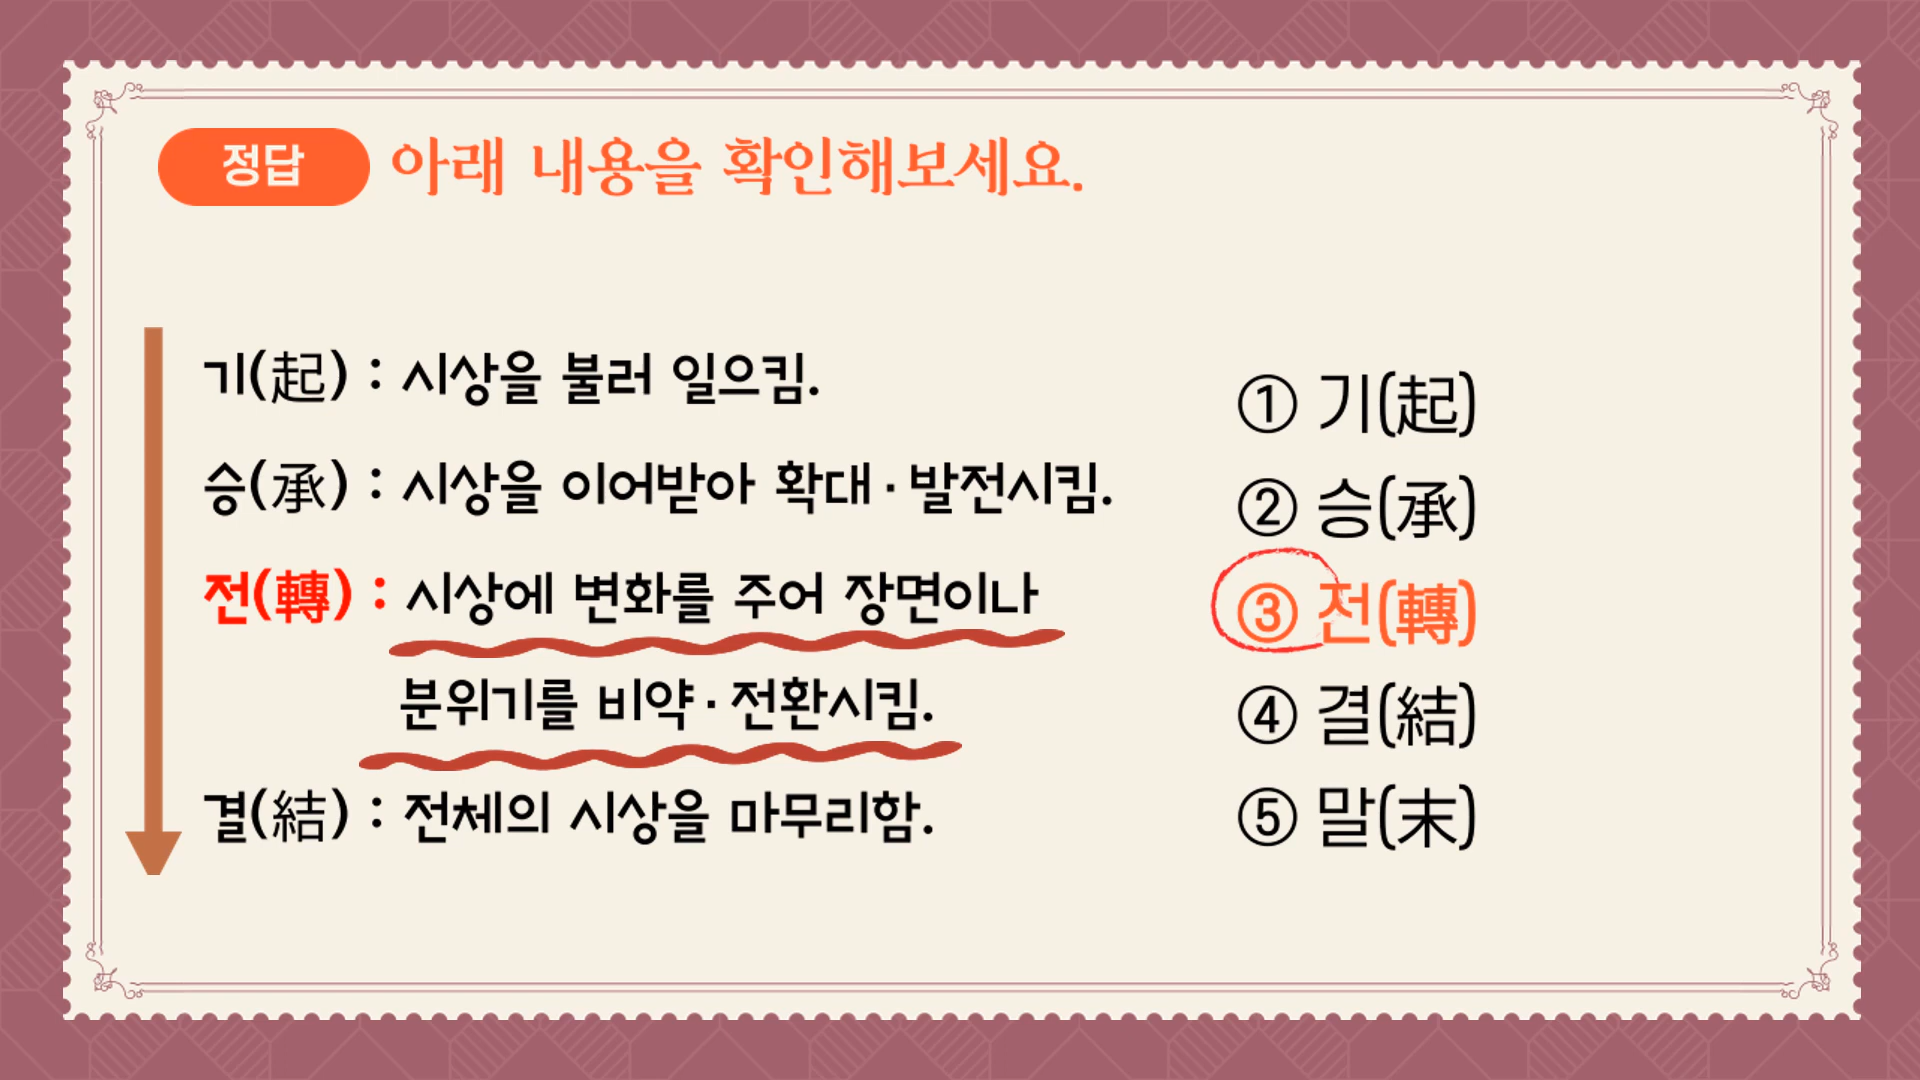 정답 아래 내용을 확인해보세요.
기(起) : 시상을 불러 일으킴.
승(承) : 시상을 이어받아 확대·발전시킴.
전(轉) : 시상에 변화를 주어 장면이나
분위기를 비약·전환시킴.
결(結) : 전체의 시상을 마무리함.
① 기(起)
② 승(承)
③ 전(轉)
④ 결(結)
⑤ 말(末)